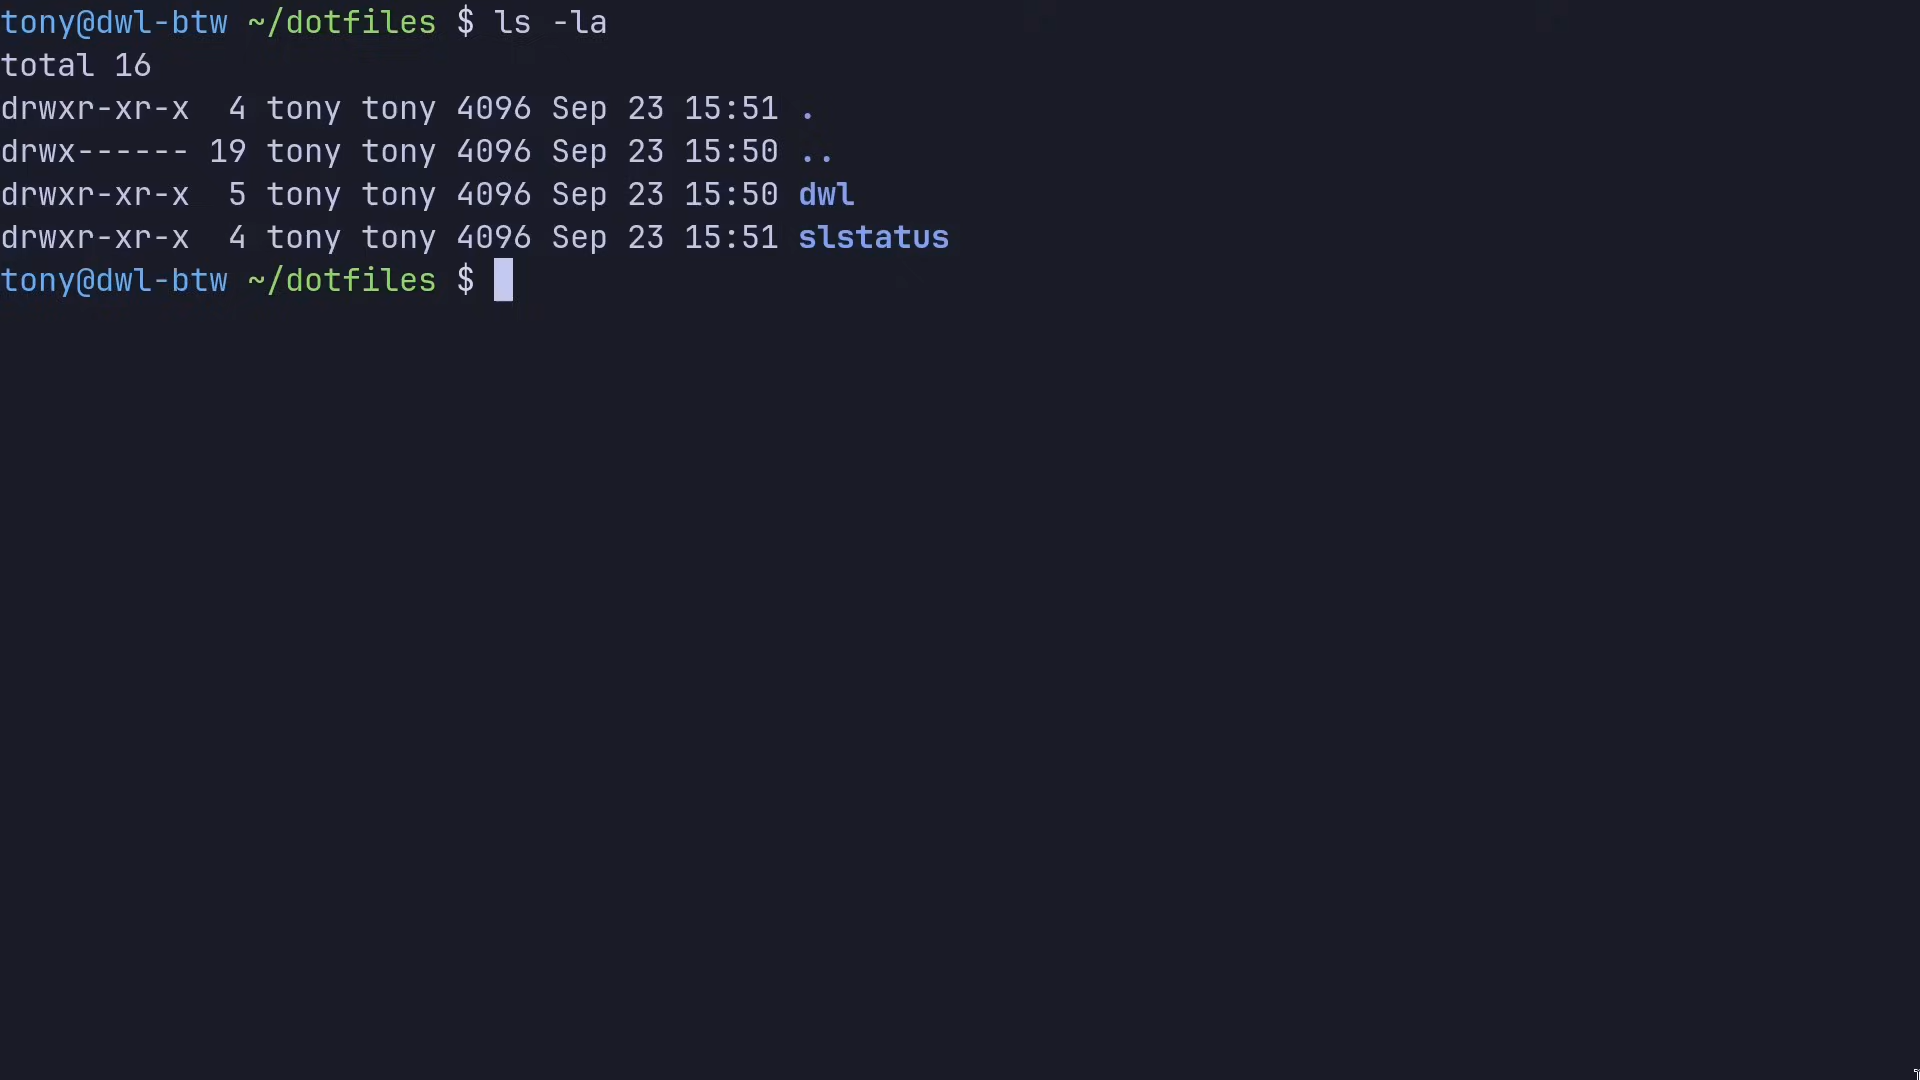 tony@dwl-btw ~/dotfiles $ ls -la
total 16
drwxr-xr-x  4 tony tony 4096 Sep 23 15:51 .
drwx------ 19 tony tony 4096 Sep 23 15:50 ..
drwxr-xr-x  5 tony tony 4096 Sep 23 15:50 dwl
drwxr-xr-x  4 tony tony 4096 Sep 23 15:51 slstatus
tony@dwl-btw ~/dotfiles $